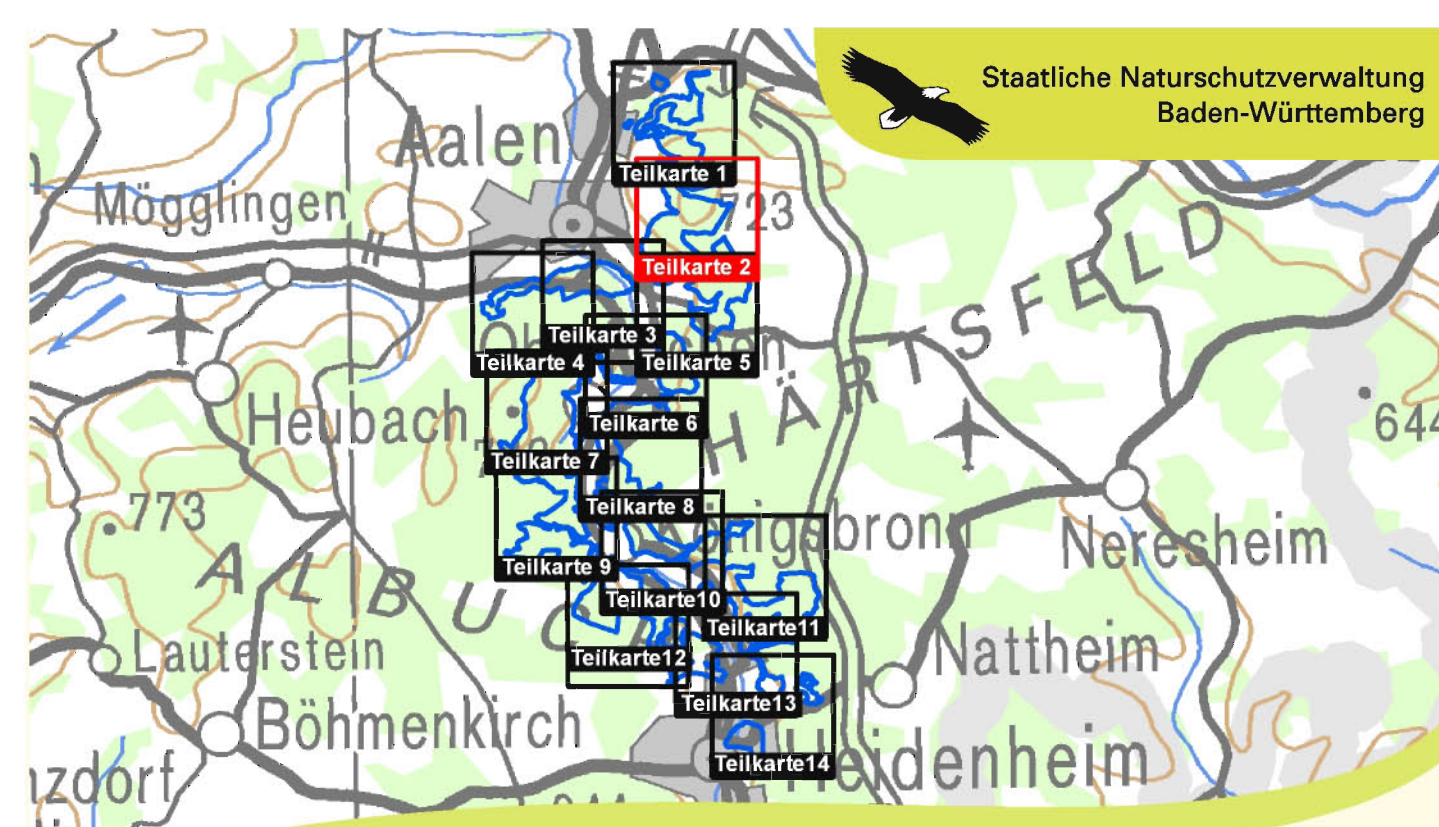 Staatliche Naturschutzverwaltung
Baden-Württemberg
Aalen
Teilkarte 1
Mögglingen
723
Teilkarte 2
HÄRTSFELD
Teilkarte 3
Teilkarte 4
Teilkarte 5
Heubach
644
Teilkarte 6
Teilkarte 7
773
Teilkarte 8
Königsbronn
Neresheim
Teilkarte 9
ALBUC
Teilkarte10
Teilkarte11
Lauterstein
Teilkarte12
Nattheim
Teilkarte13
Böhmenkirch
Teilkarte14
Heidenheim
nzdorf